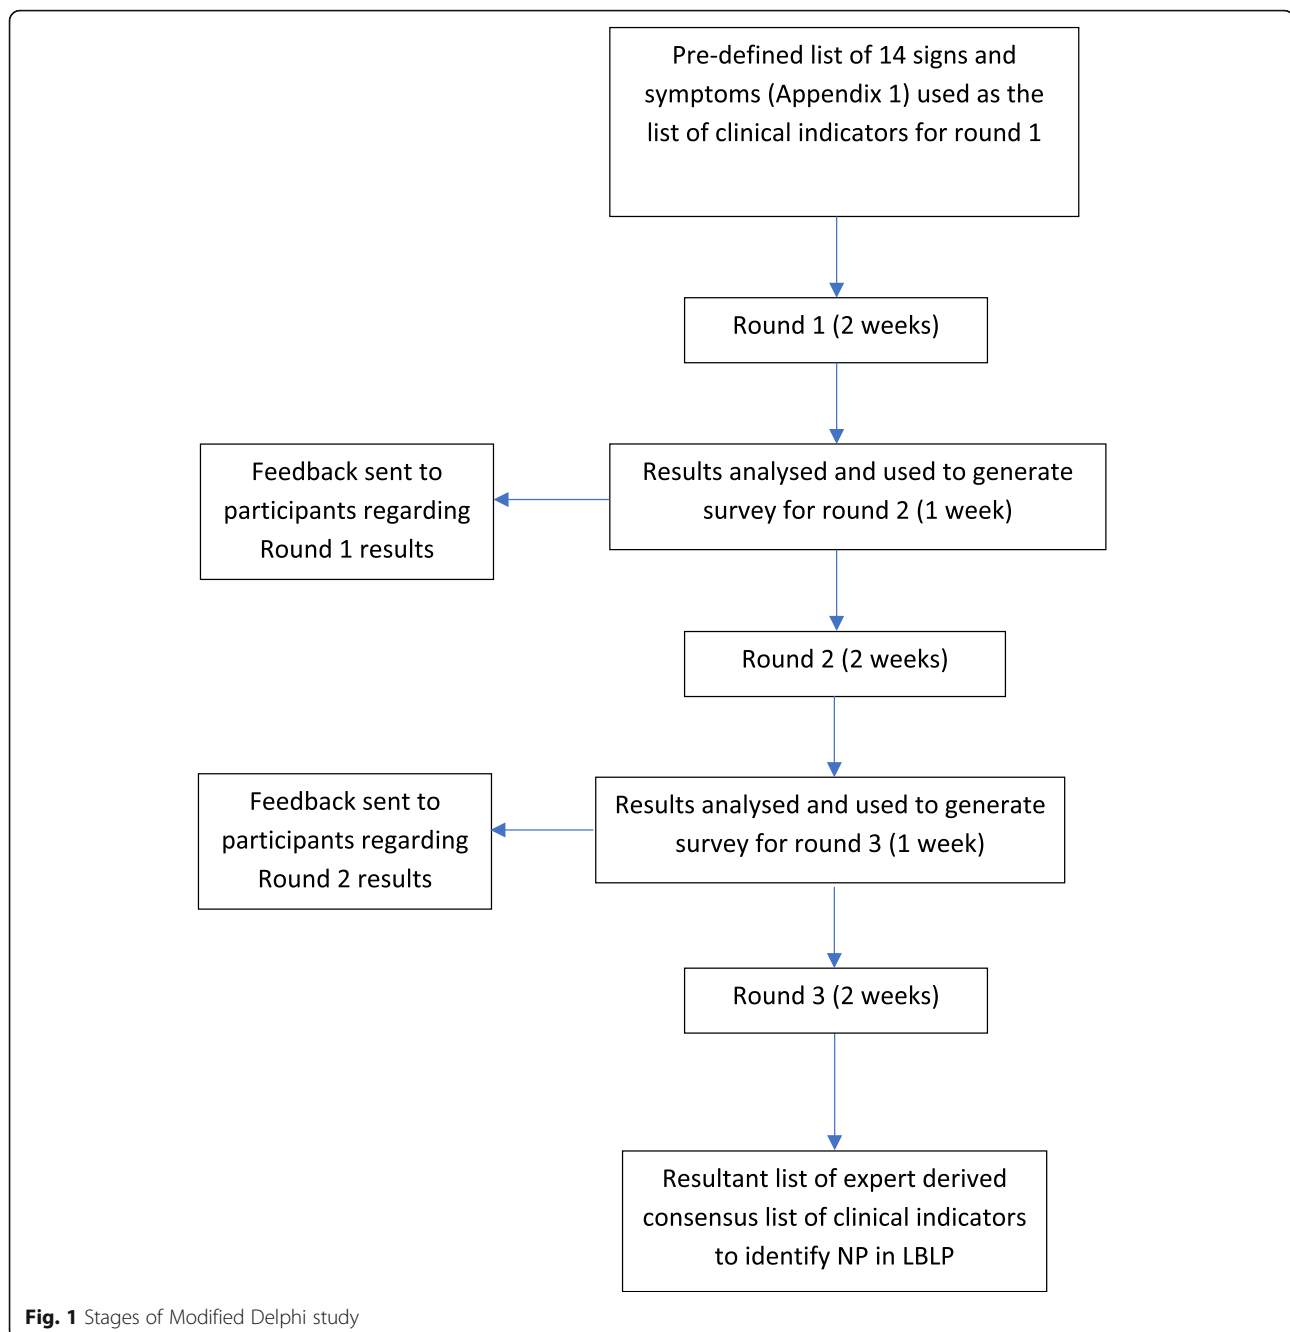 Pre-defined list of 14 signs and
symptoms (Appendix 1) used as the
list of clinical indicators for round 1
Round 1 (2 weeks)
Results analysed and used to generate
survey for round 2 (1 week)
Feedback sent to
participants regarding
Round 1 results
Round 2 (2 weeks)
Results analysed and used to generate
survey for round 3 (1 week)
Feedback sent to
participants regarding
Round 2 results
Round 3 (2 weeks)
Resultant list of expert derived
consensus list of clinical indicators
to identify NP in LBLP
Fig. 1 Stages of Modified Delphi study